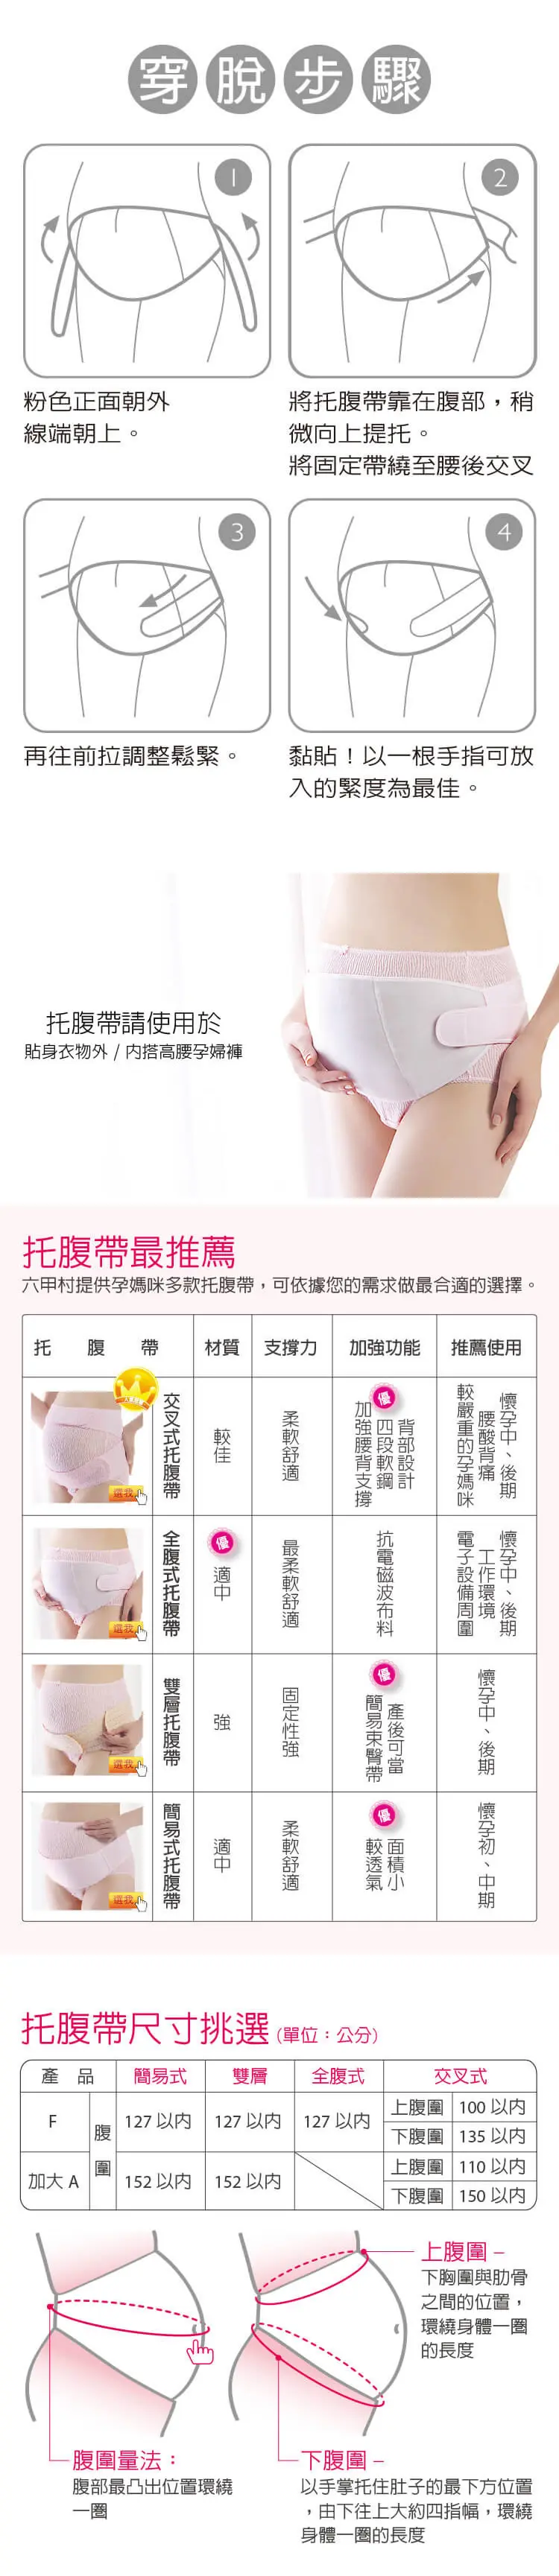 穿脫步驟
1
2
粉色正面朝外
線端朝上。
將托腹帶靠在腹部，稍
微向上提托。
將固定帶繞至腰後交叉
3
4
再往前拉調整鬆緊。
黏貼！以一根手指可放
入的緊度為最佳。
托腹帶請使用於
貼身衣物外 / 內搭高腰孕婦褲
托腹帶最推薦
六甲村提供孕媽咪多款托腹帶，可依據您的需求做最合適的選擇。
托 腹 帶 材質 支撐力 加強功能 推薦使用
選我
交叉式托腹帶
較佳
柔軟舒適
優
背部設計
四段軟鋼
加強腰背支撐
懷孕中、後期
腰酸背痛
較嚴重的孕媽咪
選我
全腹式托腹帶
優
適中
最柔軟舒適
抗電磁波布料
懷孕中、後期
工作環境
電子設備周圍
選我
雙層托腹帶
強
固定性強
優
產後可當
簡易束臀帶
懷孕中、後期
選我
簡易式托腹帶
適中
柔軟舒適
優
面積小
較透氣
懷孕初、中期
托腹帶尺寸挑選 (單位：公分)
產 品 簡易式 雙層 全腹式 交叉式
F 腹圍 127 以內 127 以內 127 以內 上腹圍 100 以內
下腹圍 135 以內
加大 A 152 以內 152 以內 上腹圍 110 以內
下腹圍 150 以內
上腹圍 –
下胸圍與肋骨
之間的位置，
環繞身體一圈
的長度
腹圍量法：
腹部最凸出位置環繞
一圈
下腹圍 –
以手掌托住肚子的最下方位置
，由下往上大約四指幅，環繞
身體一圈的長度